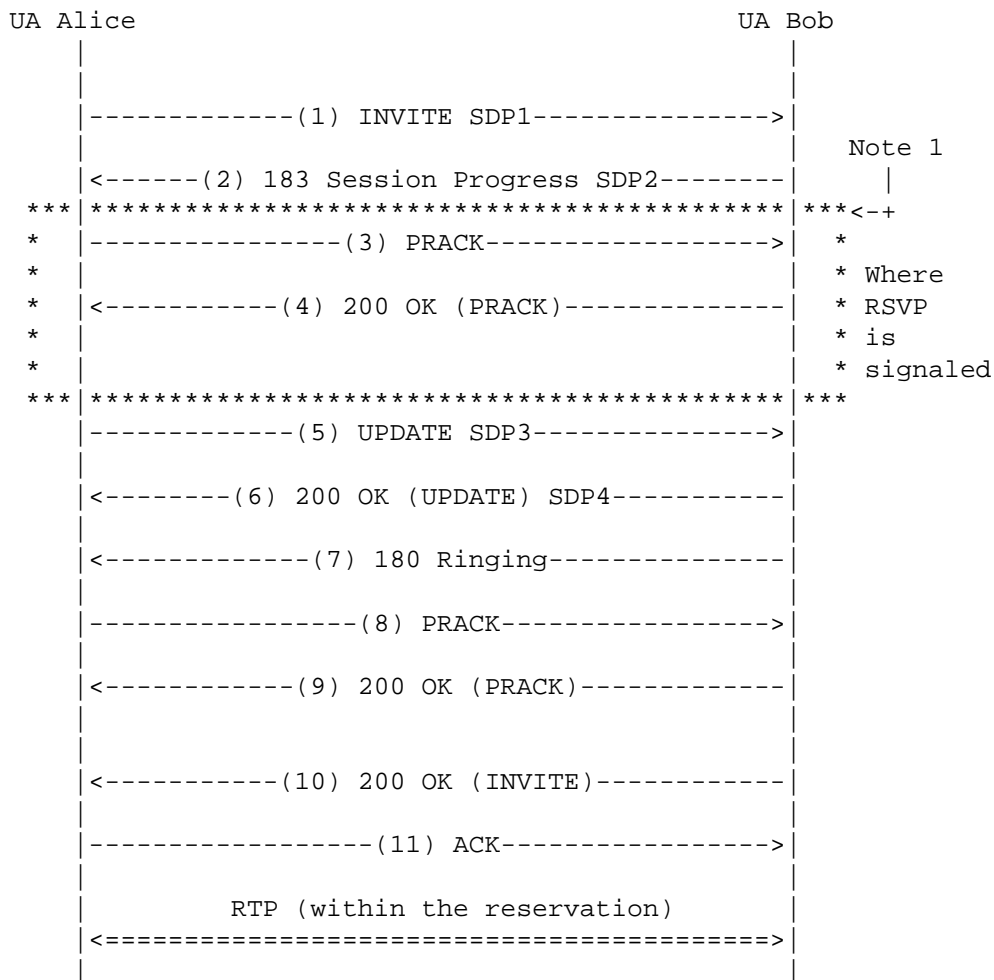 UA Alice UA Bob
|-------------(1) INVITE SDP1--------------->|
Note 1
|<------(2) 183 Session Progress SDP2--------| |
***|********************************************|***<-+
* |----------------(3) PRACK------------------>| *
* | | * Where
* |<-----------(4) 200 OK (PRACK)--------------| * RSVP
* | | * is
* | | * signaled
***|********************************************|***
|-------------(5) UPDATE SDP3--------------->|
|<--------(6) 200 OK (UPDATE) SDP4-----------|
|<-------------(7) 180 Ringing---------------|
|-----------------(8) PRACK----------------->|
|<------------(9) 200 OK (PRACK)-------------|
|<-----------(10) 200 OK (INVITE)------------|
|------------------(11) ACK----------------->|
RTP (within the reservation)
|<==========================================>|